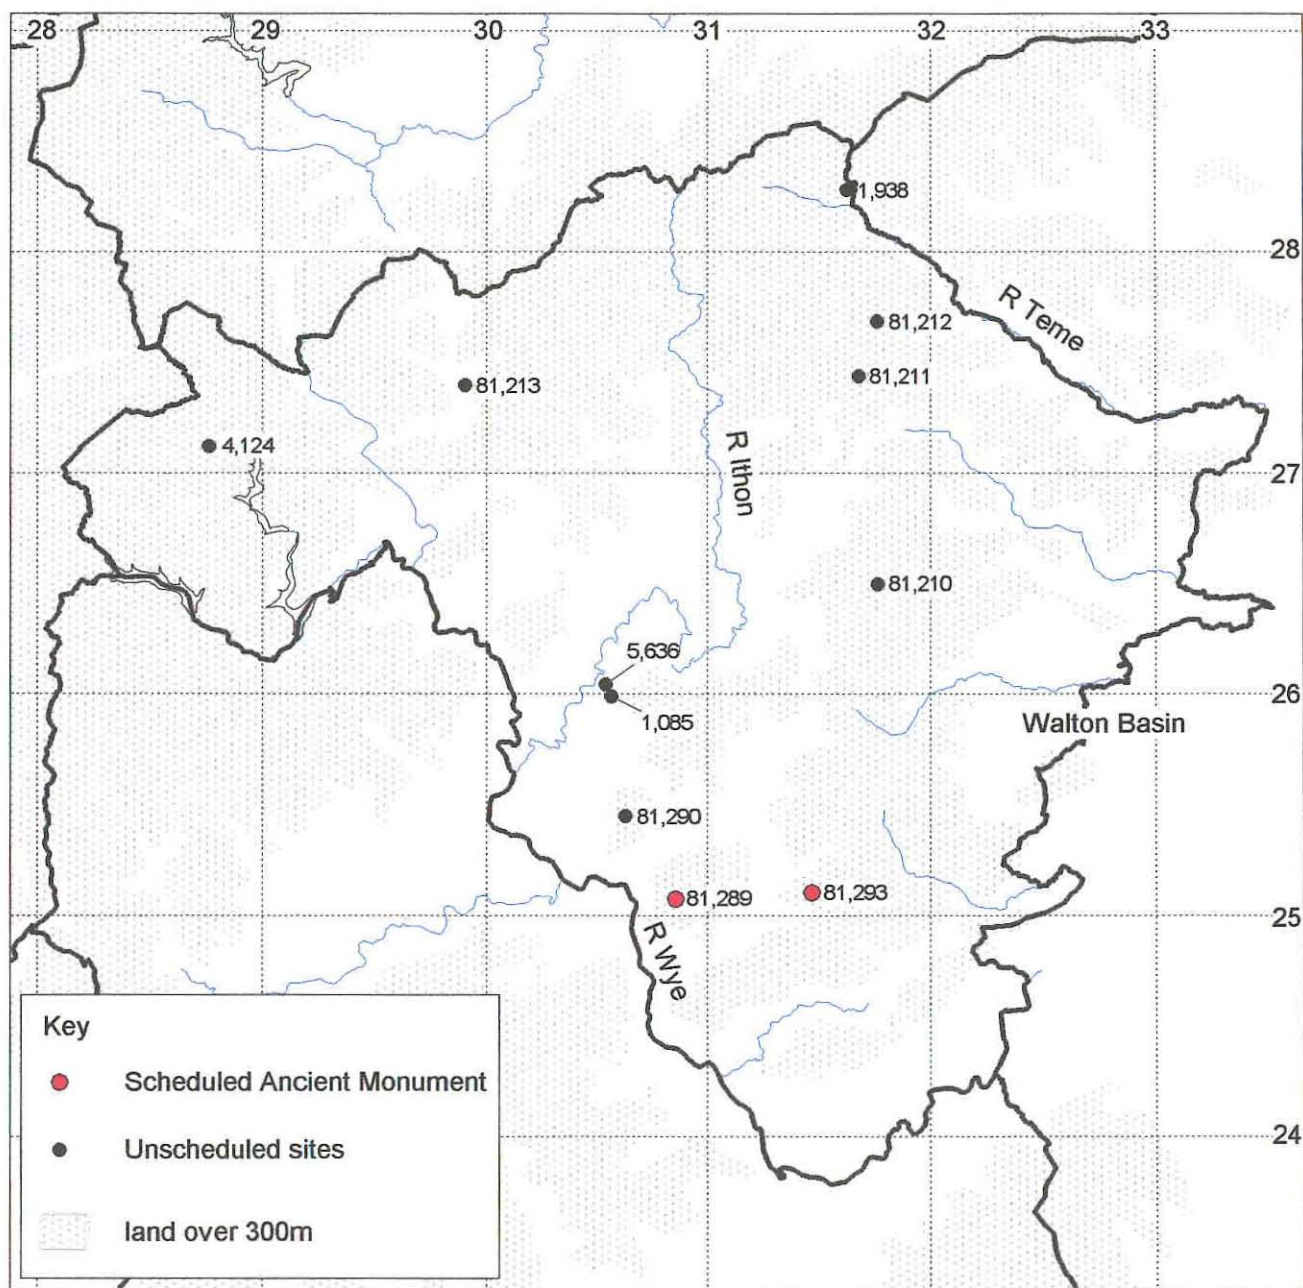 28 29 30 31 32 33
1,938
28
R Teme
81,212
81,213
81,211
4,124
R Ithon
27
81,210
5,636
26
1,085
Walton Basin
81,290
81,289
81,293
25
R Wye
Key
Scheduled Ancient Monument
Unscheduled sites
24
land over 300m